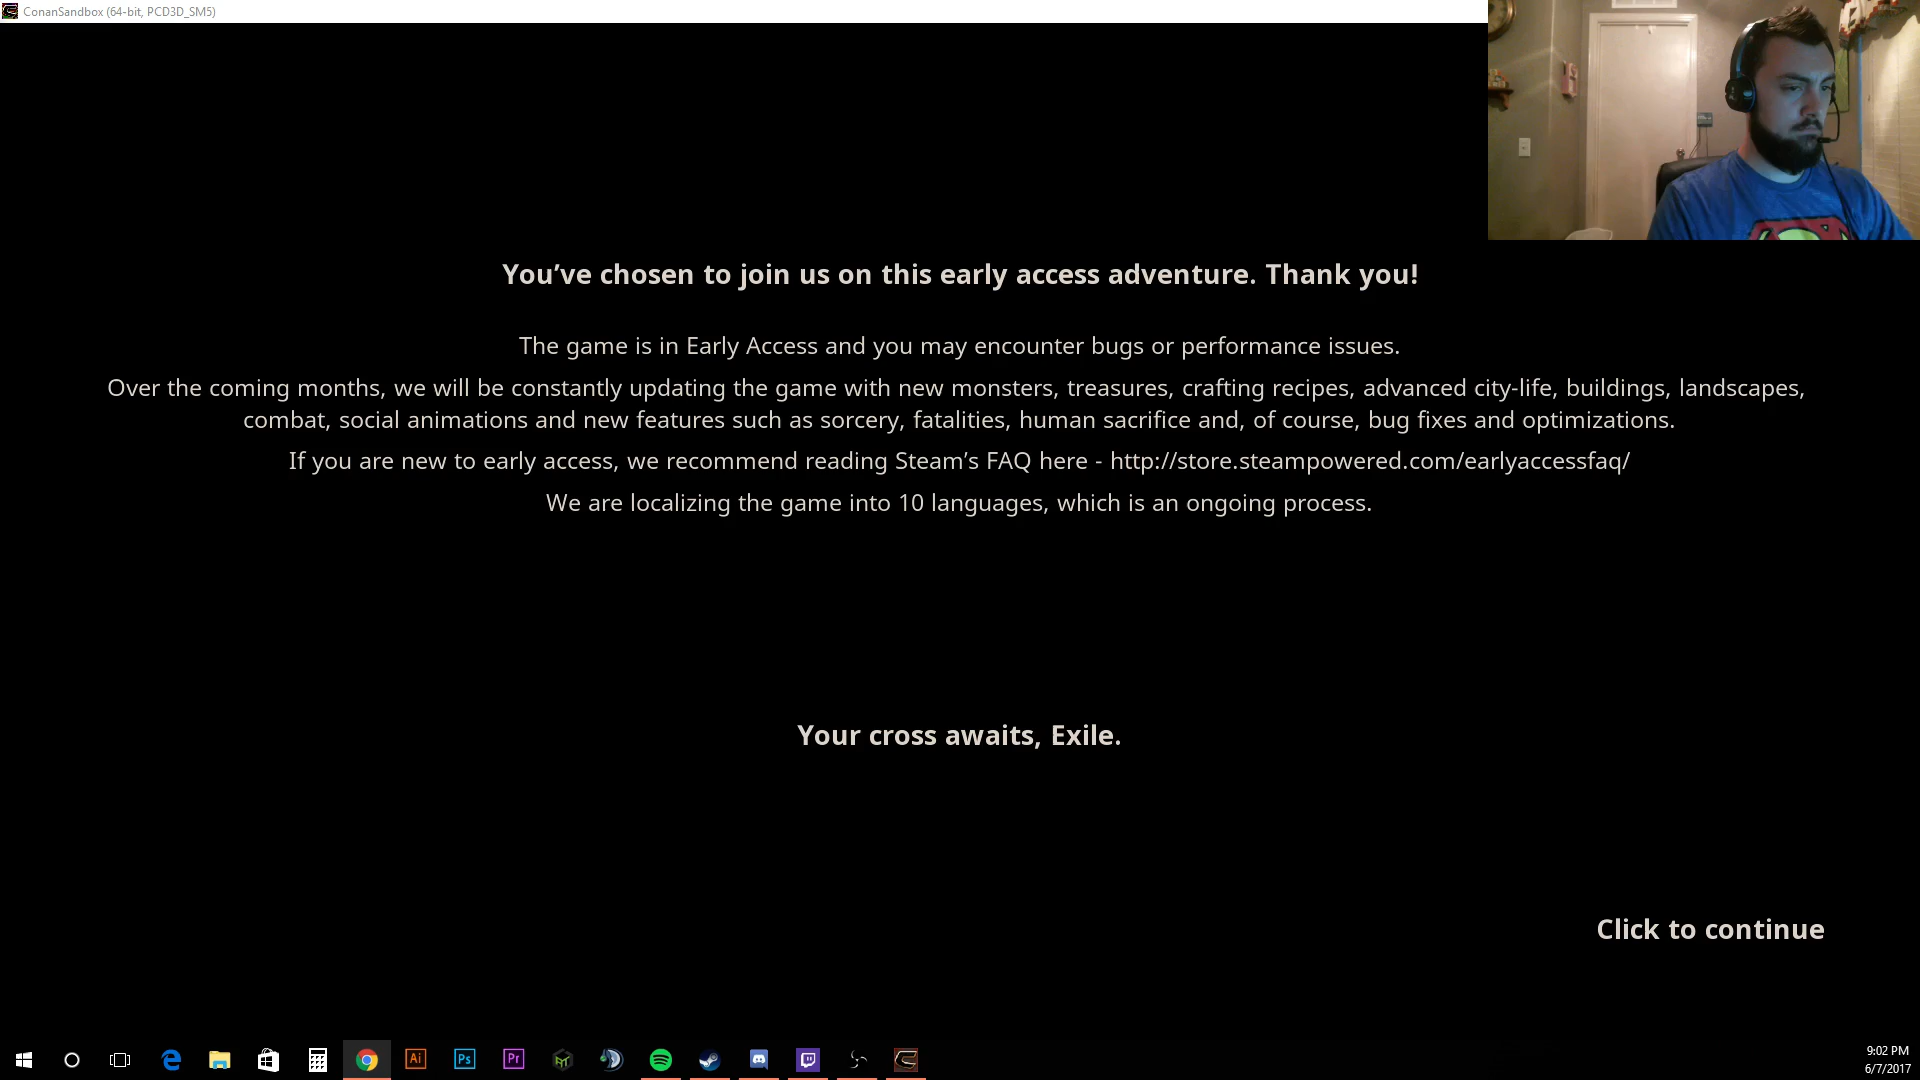 ConanSandbox (64-bit, PCD3D_SM5)
You’ve chosen to join us on this early access adventure. Thank you!
The game is in Early Access and you may encounter bugs or performance issues.
Over the coming months, we will be constantly updating the game with new monsters, treasures, crafting recipes, advanced city-life, buildings, landscapes,
combat, social animations and new features such as sorcery, fatalities, human sacrifice and, of course, bug fixes and optimizations.
If you are new to early access, we recommend reading Steam’s FAQ here - http://store.steampowered.com/earlyaccessfaq/
We are localizing the game into 10 languages, which is an ongoing process.
Your cross awaits, Exile.
Click to continue
Ai
Ps
Pr
9:02 PM
6/7/2017